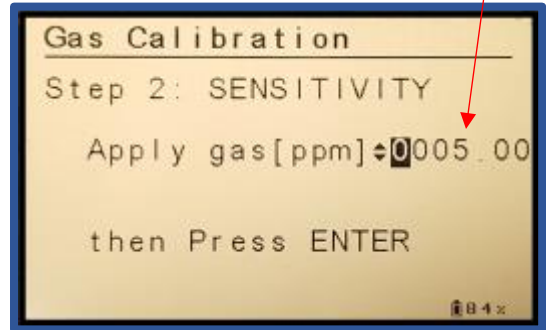 Gas Calibration
Step 2: SENSITIVITY
Apply gas[ppm]⬍0005.00
then Press ENTER
84%